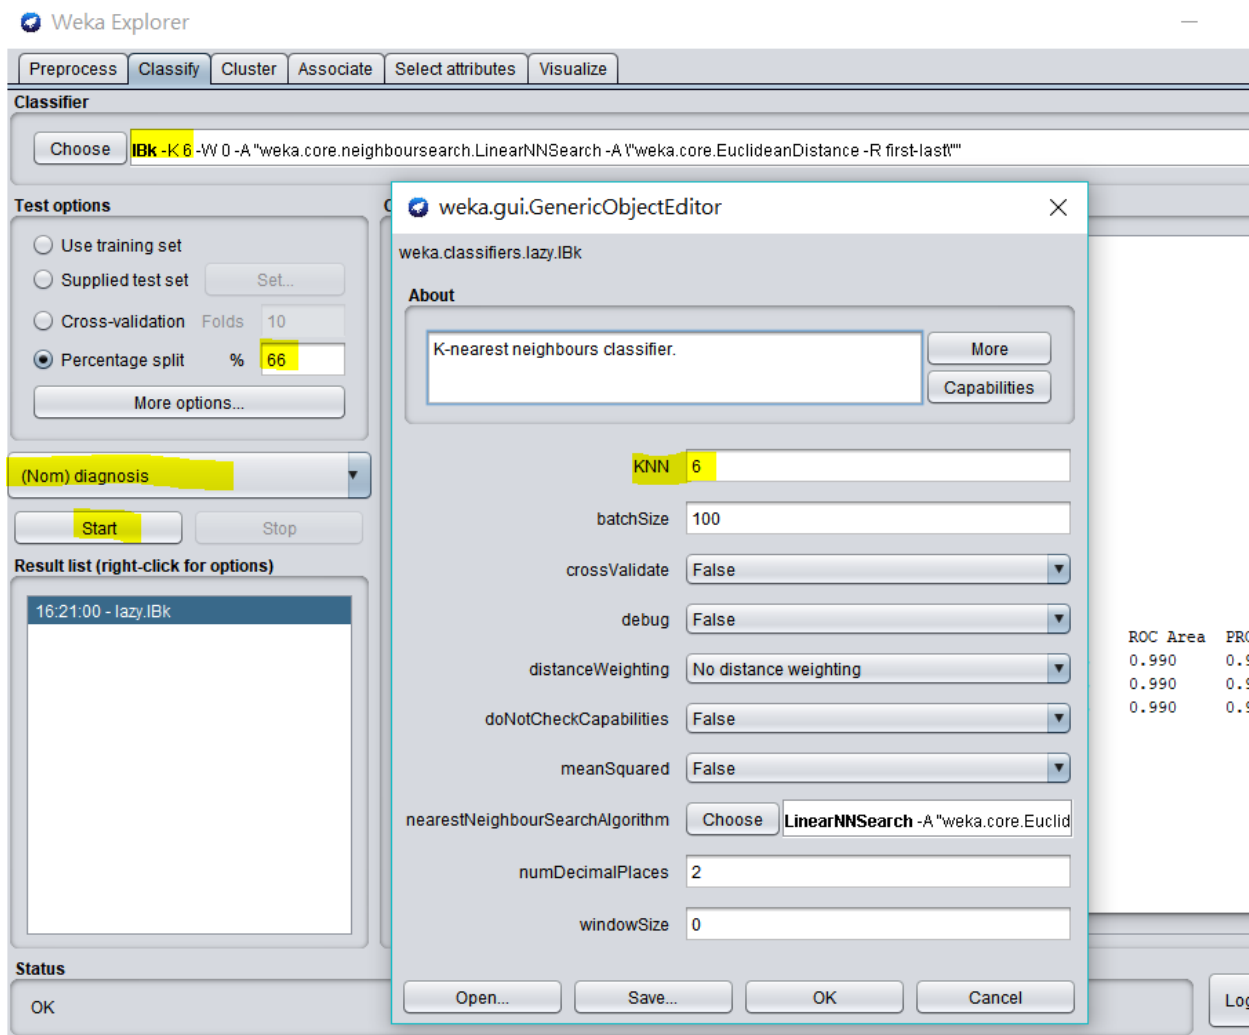 Weka Explorer
Preprocess Classify Cluster Associate Select attributes Visualize
Classifier
Choose IBk -K 6 -W 0 -A "weka.core.neighboursearch.LinearNNSearch -A \"weka.core.EuclideanDistance -R first-last\""
Test options
Use training set
Supplied test set Set...
Cross-validation Folds 10
Percentage split % 66
More options...
(Nom) diagnosis
Start Stop
Result list (right-click for options)
16:21:00 - lazy.IBk
weka.gui.GenericObjectEditor
weka.classifiers.lazy.IBk
About
K-nearest neighbours classifier.
More
Capabilities
KNN 6
batchSize 100
crossValidate False
debug False
distanceWeighting No distance weighting
doNotCheckCapabilities False
meanSquared False
nearestNeighbourSearchAlgorithm Choose LinearNNSearch -A "weka.core.Euclid
numDecimalPlaces 2
windowSize 0
Open... Save... OK Cancel
ROC Area
0.990
0.990
0.990
Status
OK